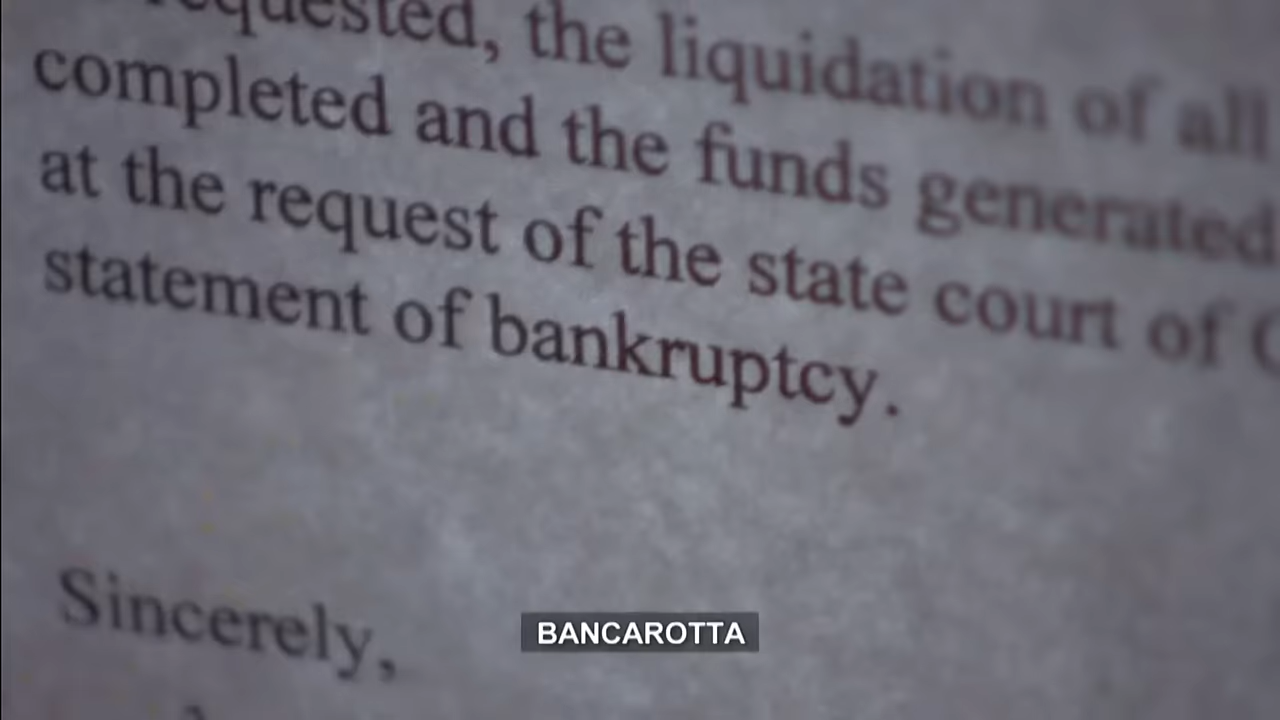 requested, the liquidation of all
completed and the funds generated
at the request of the state court of
statement of bankruptcy.
Sincerely,
BANCAROTTA